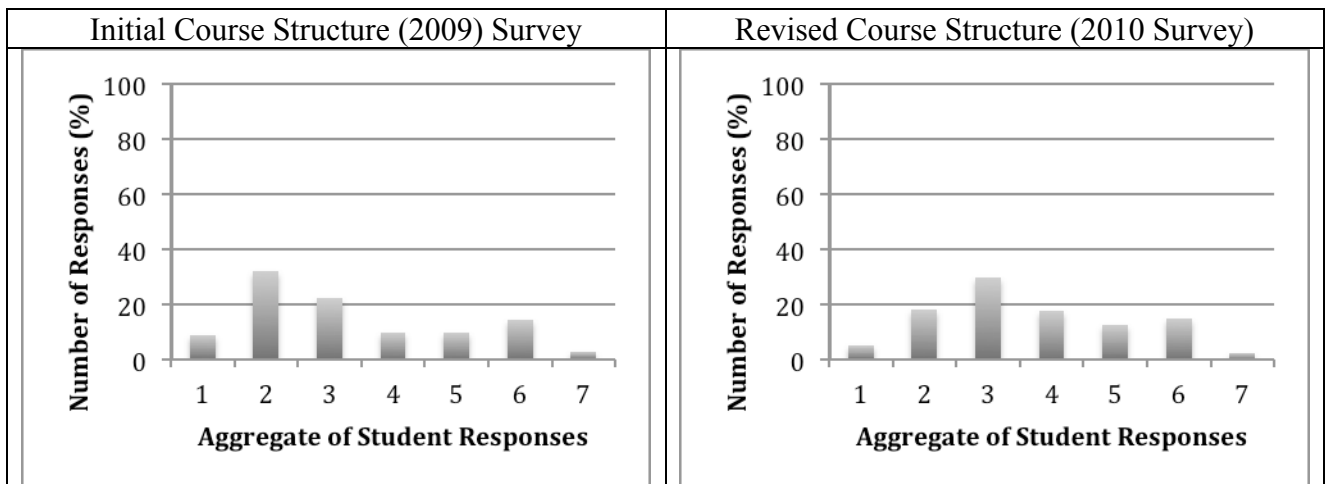 Initial Course Structure (2009) Survey
Revised Course Structure (2010 Survey)
Number of Responses (%)
100
80
60
40
20
0
1 2 3 4 5 6 7
Aggregate of Student Responses
Number of Responses (%)
100
80
60
40
20
0
1 2 3 4 5 6 7
Aggregate of Student Responses